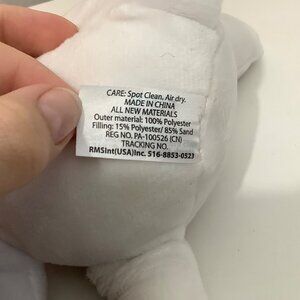 CARE: Spot Clean. Air dry.
MADE IN CHINA
ALL NEW MATERIALS
Outer material: 100% Polyester
Filling: 15% Polyester/ 85% Sand
REG NO. PA-100526 (CN)
TRACKING NO.
RMSInt(USA)Inc. 516-8853-0523